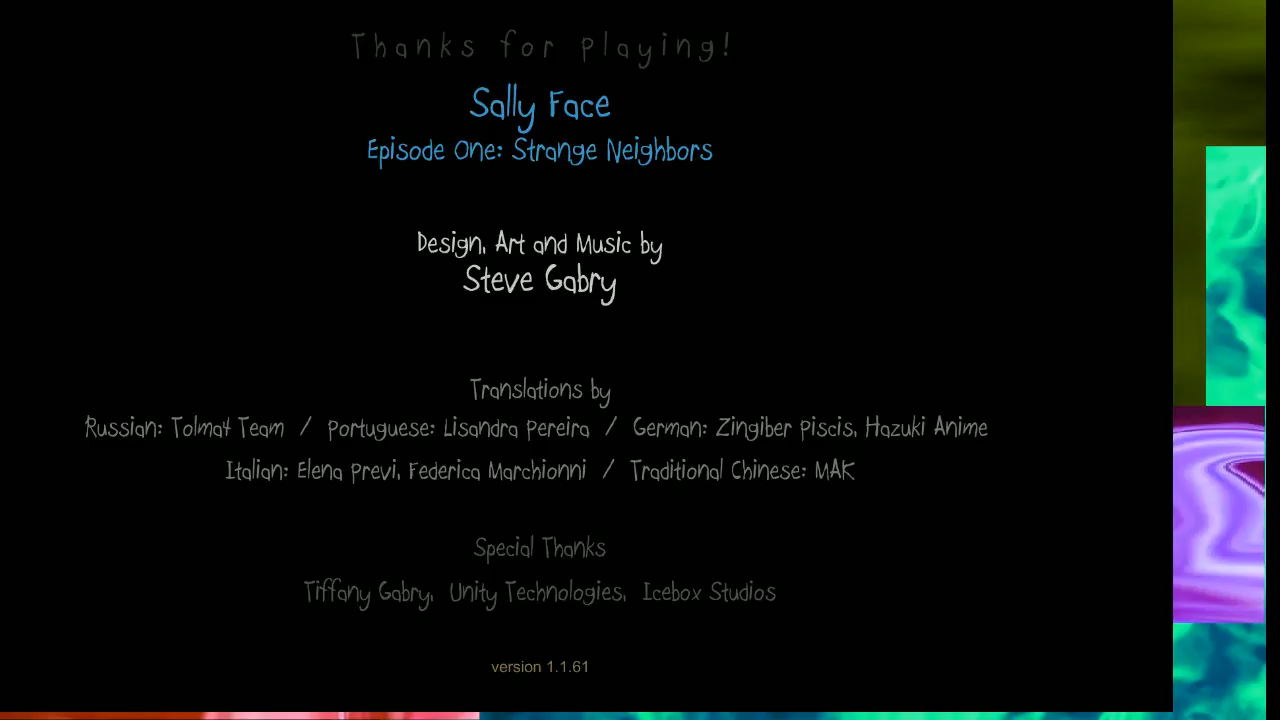 Thanks for playing!
Sally Face
Episode One: Strange Neighbors
Design, Art and Music by
Steve Gabry
Translations by
Russian: Tolma4 Team / Portuguese: Lisandra Pereira / German: Zingiber Piscis, Hazuki Anime
Italian: Elena Previ, Federica Marchionni / Traditional Chinese: MAK
Special Thanks
Tiffany Gabry, Unity Technologies, Icebox Studios
version 1.1.61